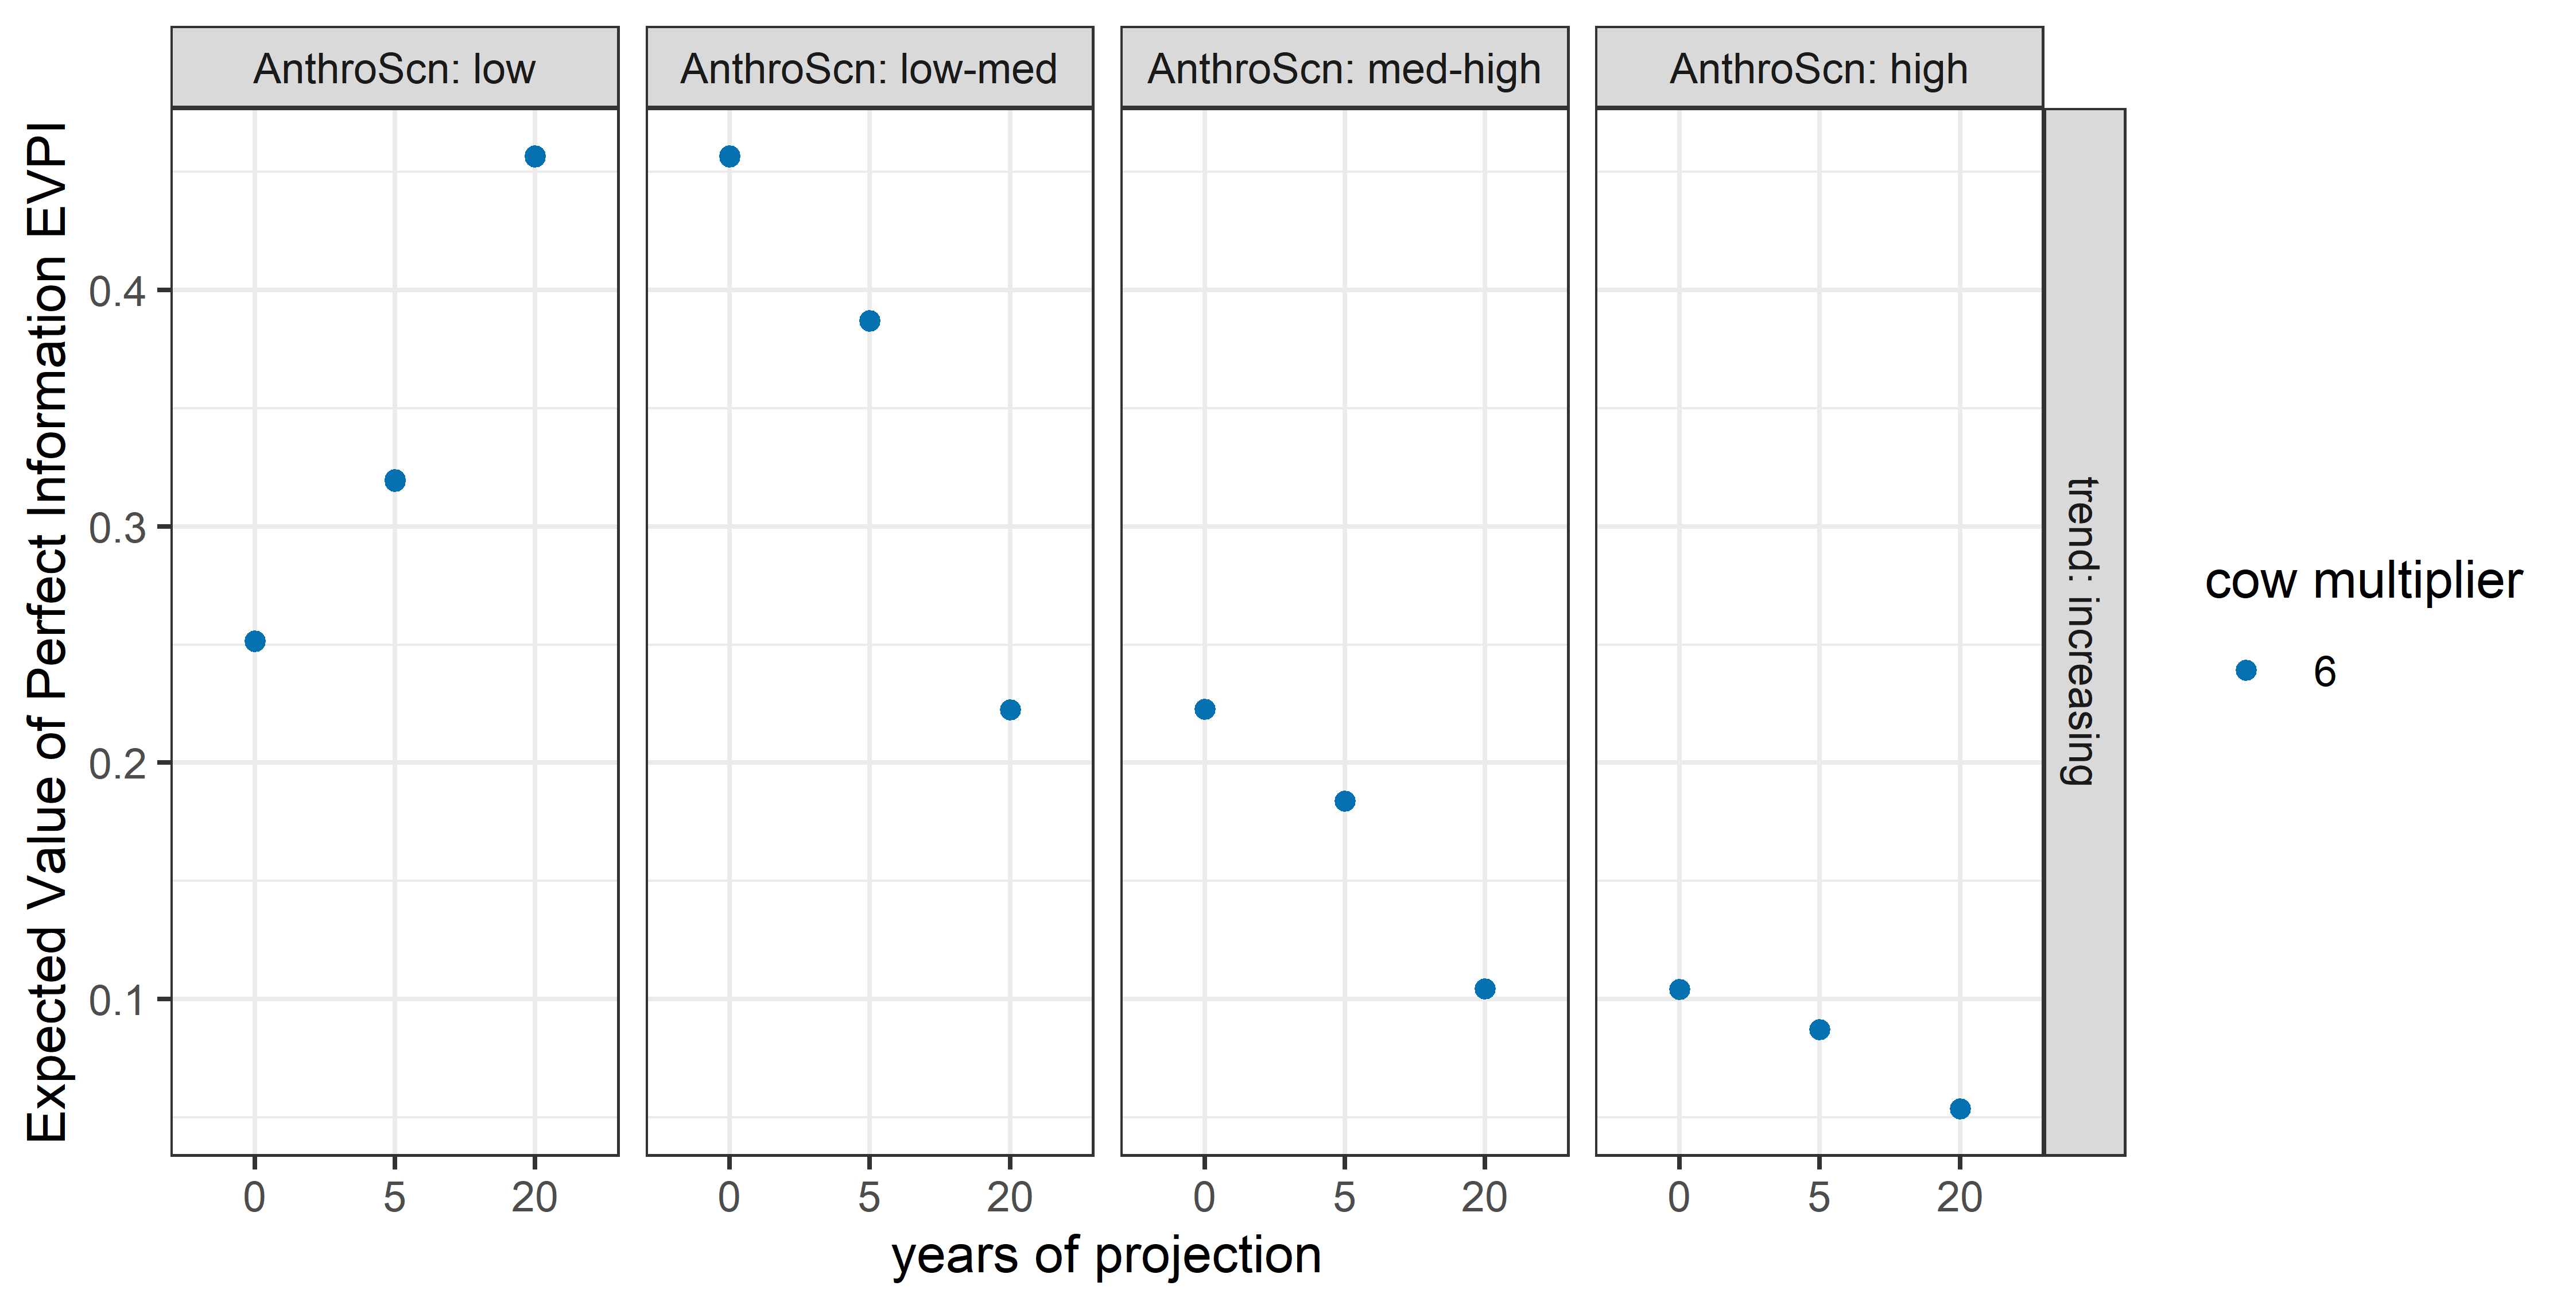 AnthroScn: low
AnthroScn: low-med
AnthroScn: med-high
AnthroScn: high
Expected Value of Perfect Information EVPI
0.4
0.3
0.2
0.1
trend: increasing
cow multiplier
6
0 5 20
0 5 20
0 5 20
0 5 20
years of projection